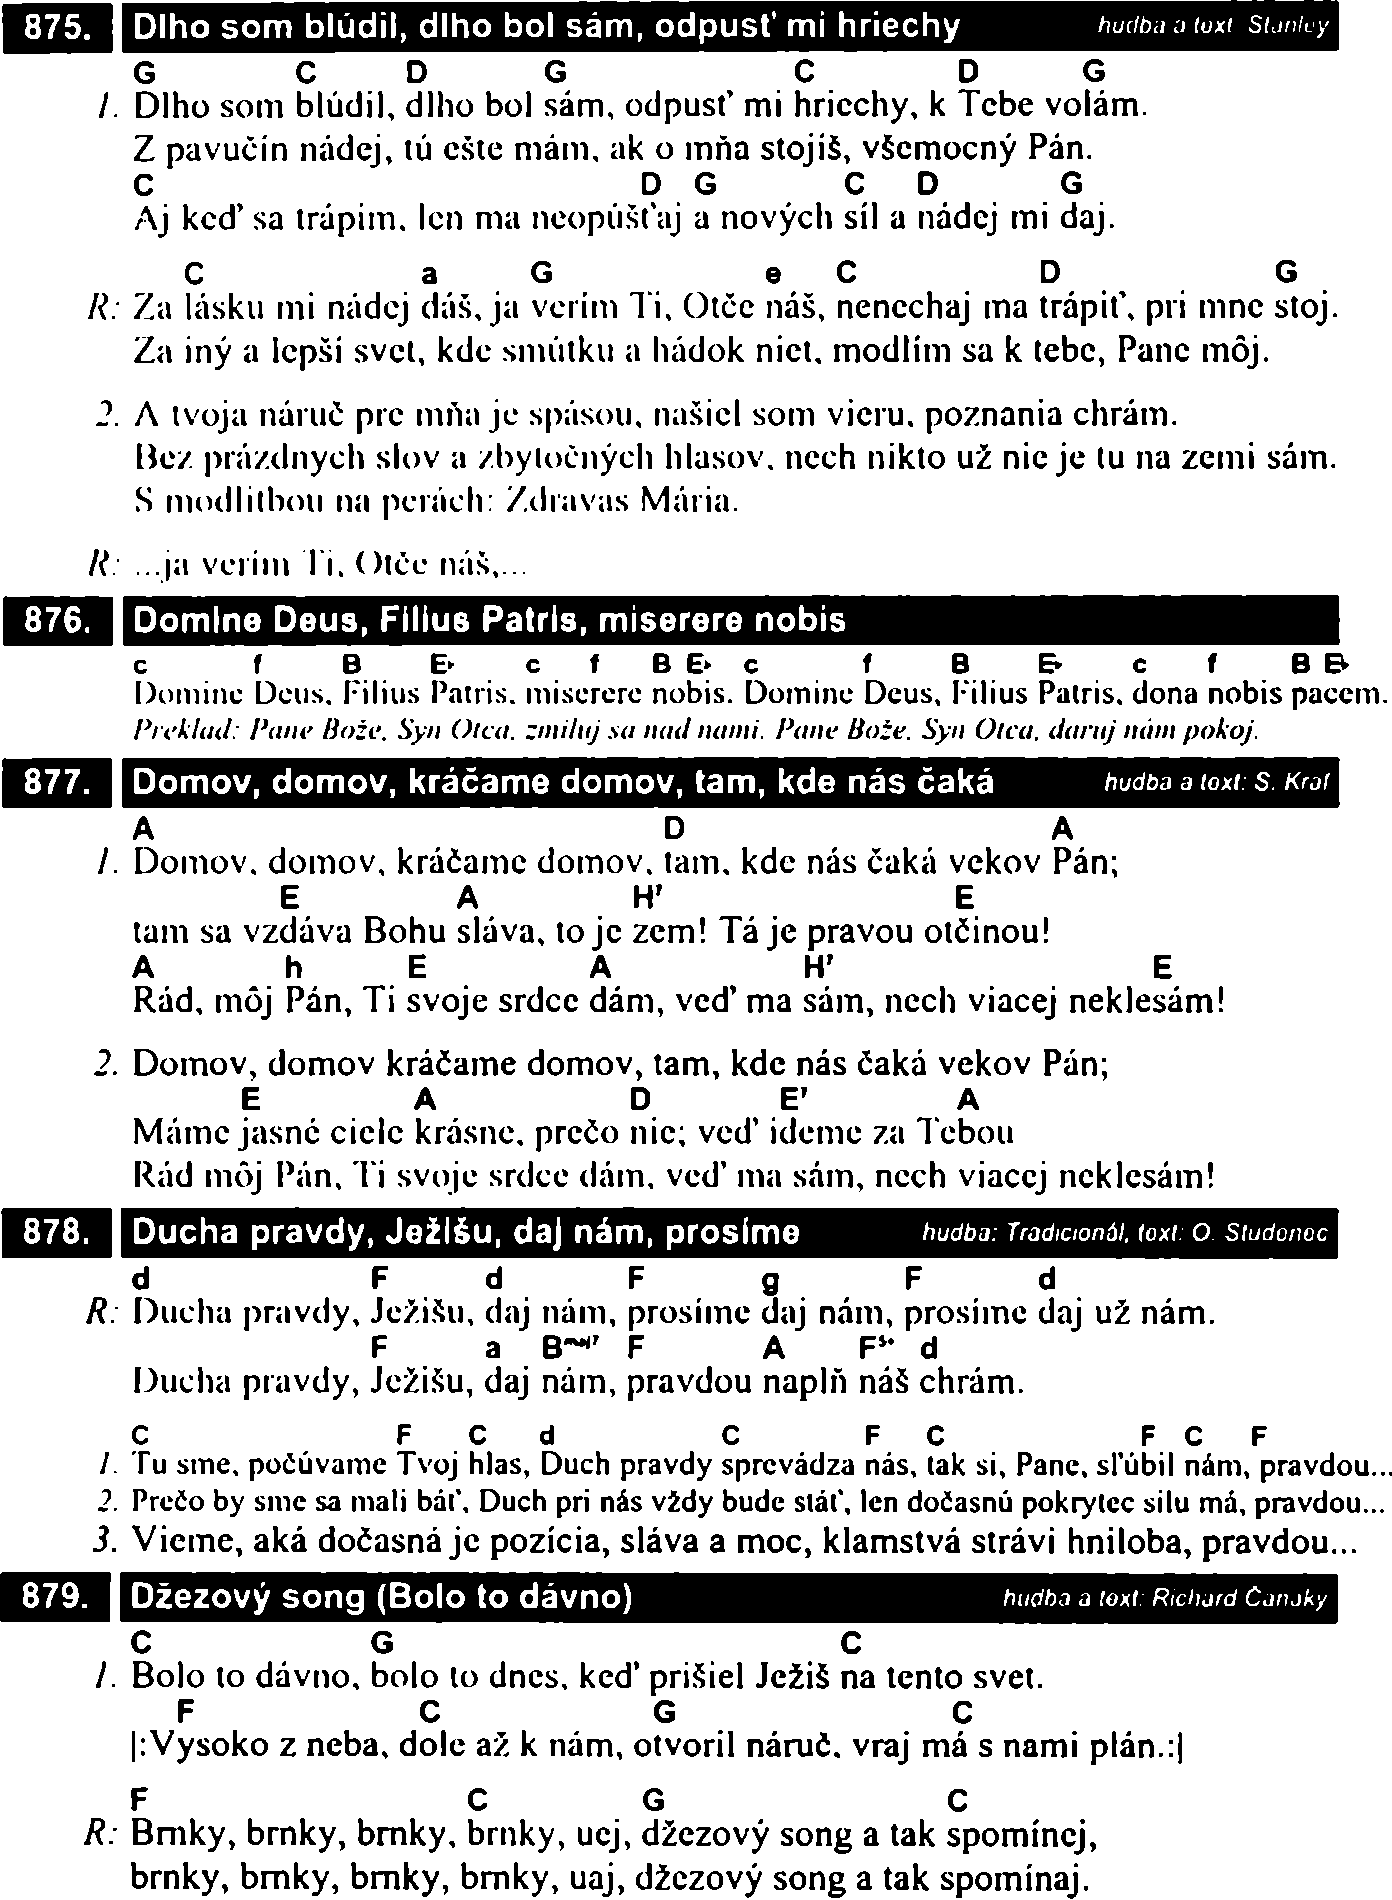 875. Dlho som blúdil, dlho bol sám, odpusť mi hriechy hudba a text Stanley
G C D G C D G
1. Dlho som blúdil, dlho bol sám, odpusť mi hriechy, k Tebe volám.
Z pavučín nádej, tú ešte mám, ak o mňa stojíš, všemocný Pán.
C D G C D G
Aj keď sa trápim, len ma neopúšťaj a nových síl a nádej mi daj.
C a G e C D G
R: Za lásku mi nádej dáš, ja verím Ti, Otče náš, nenechaj ma trápiť, pri mne stoj.
Za iný a lepší svet, kde smútku a hádok niet, modlím sa k tebe, Pane môj.
2. A tvoja náruč pre mňa je spásou, našiel som vieru, poznania chrám.
Bez prázdnych slov a zbytočných hlasov, nech nikto už nie je tu na zemi sám.
S modlitbou na perách: Zdravas Mária.
R: ...ja verím Ti, Otče náš,...
876. Domine Deus, Filius Patris, miserere nobis
c f B Es c f B Es c f B Es c f B Es
Domine Deus, Filius Patris, miserere nobis. Domine Deus, Filius Patris, dona nobis pacem.
Preklad: Pane Bože, Syn Otca, zmiluj sa nad nami. Pane Bože, Syn Otca, daruj nám pokoj.
877. Domov, domov, kráčame domov, tam, kde nás čaká hudba a text: S. Kráľ
A D A
1. Domov, domov, kráčame domov, tam, kde nás čaká vekov Pán;
E A H7 E
tam sa vzdáva Bohu sláva, to je zem! Tá je pravou otčinou!
A h E A H7 E
Rád, môj Pán, Ti svoje srdce dám, veď ma sám, nech viacej neklesám!
2. Domov, domov kráčame domov, tam, kde nás čaká vekov Pán;
E A D E7 A
Máme jasné ciele krásne, prečo nie; veď ideme za Tebou
Rád môj Pán, Ti svoje srdce dám, veď ma sám, nech viacej neklesám!
878. Ducha pravdy, Ježišu, daj nám, prosíme hudba: Tradicionál, text: O. Studenec
d F d F g F d
R: Ducha pravdy, Ježišu, daj nám, prosíme daj nám, prosíme daj už nám.
F a Bmaj7 F A d
Ducha pravdy, Ježišu, daj nám, pravdou naplň náš chrám.
C F C d C F C F C F
1. Tu sme, počúvame Tvoj hlas, Duch pravdy sprevádza nás, tak si, Pane, sľúbil nám, pravdou...
2. Prečo by sme sa mali báť, Duch pri nás vždy bude stáť, len dočasnú pokrytec silu má, pravdou...
3. Vieme, aká dočasná je pozícia, sláva a moc, klamstvá strávi hniloba, pravdou...
879. Džezový song (Bolo to dávno) hudba a text: Richard Čanaky
C G C
1. Bolo to dávno, bolo to dnes, keď prišiel Ježiš na tento svet.
F C G C
|:Vysoko z neba, dole až k nám, otvoril náruč, vraj má s nami plán.:|
F C G C
R: Brnky, brnky, brnky, brnky, uej, džezový song a tak spomínej,
brnky, brnky, brnky, brnky, uaj, džezový song a tak spomínaj.